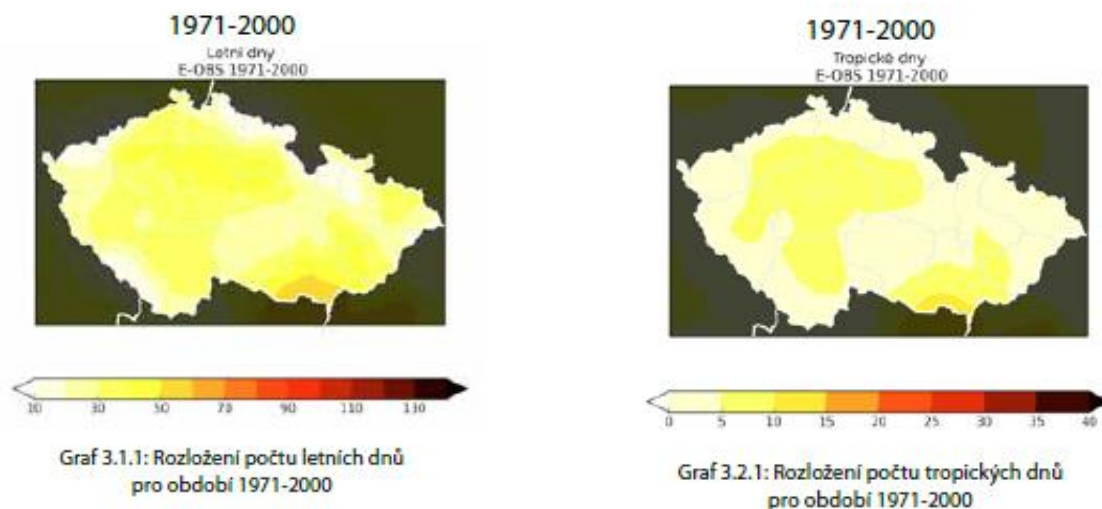 1971-2000
Letní dny
E-OBS 1971-2000
10 30 50 70 90 110 130
Graf 3.1.1: Rozložení počtu letních dnů
pro období 1971-2000
1971-2000
Tropické dny
E-OBS 1971-2000
0 5 10 15 20 25 30 35 40
Graf 3.2.1: Rozložení počtu tropických dnů
pro období 1971-2000